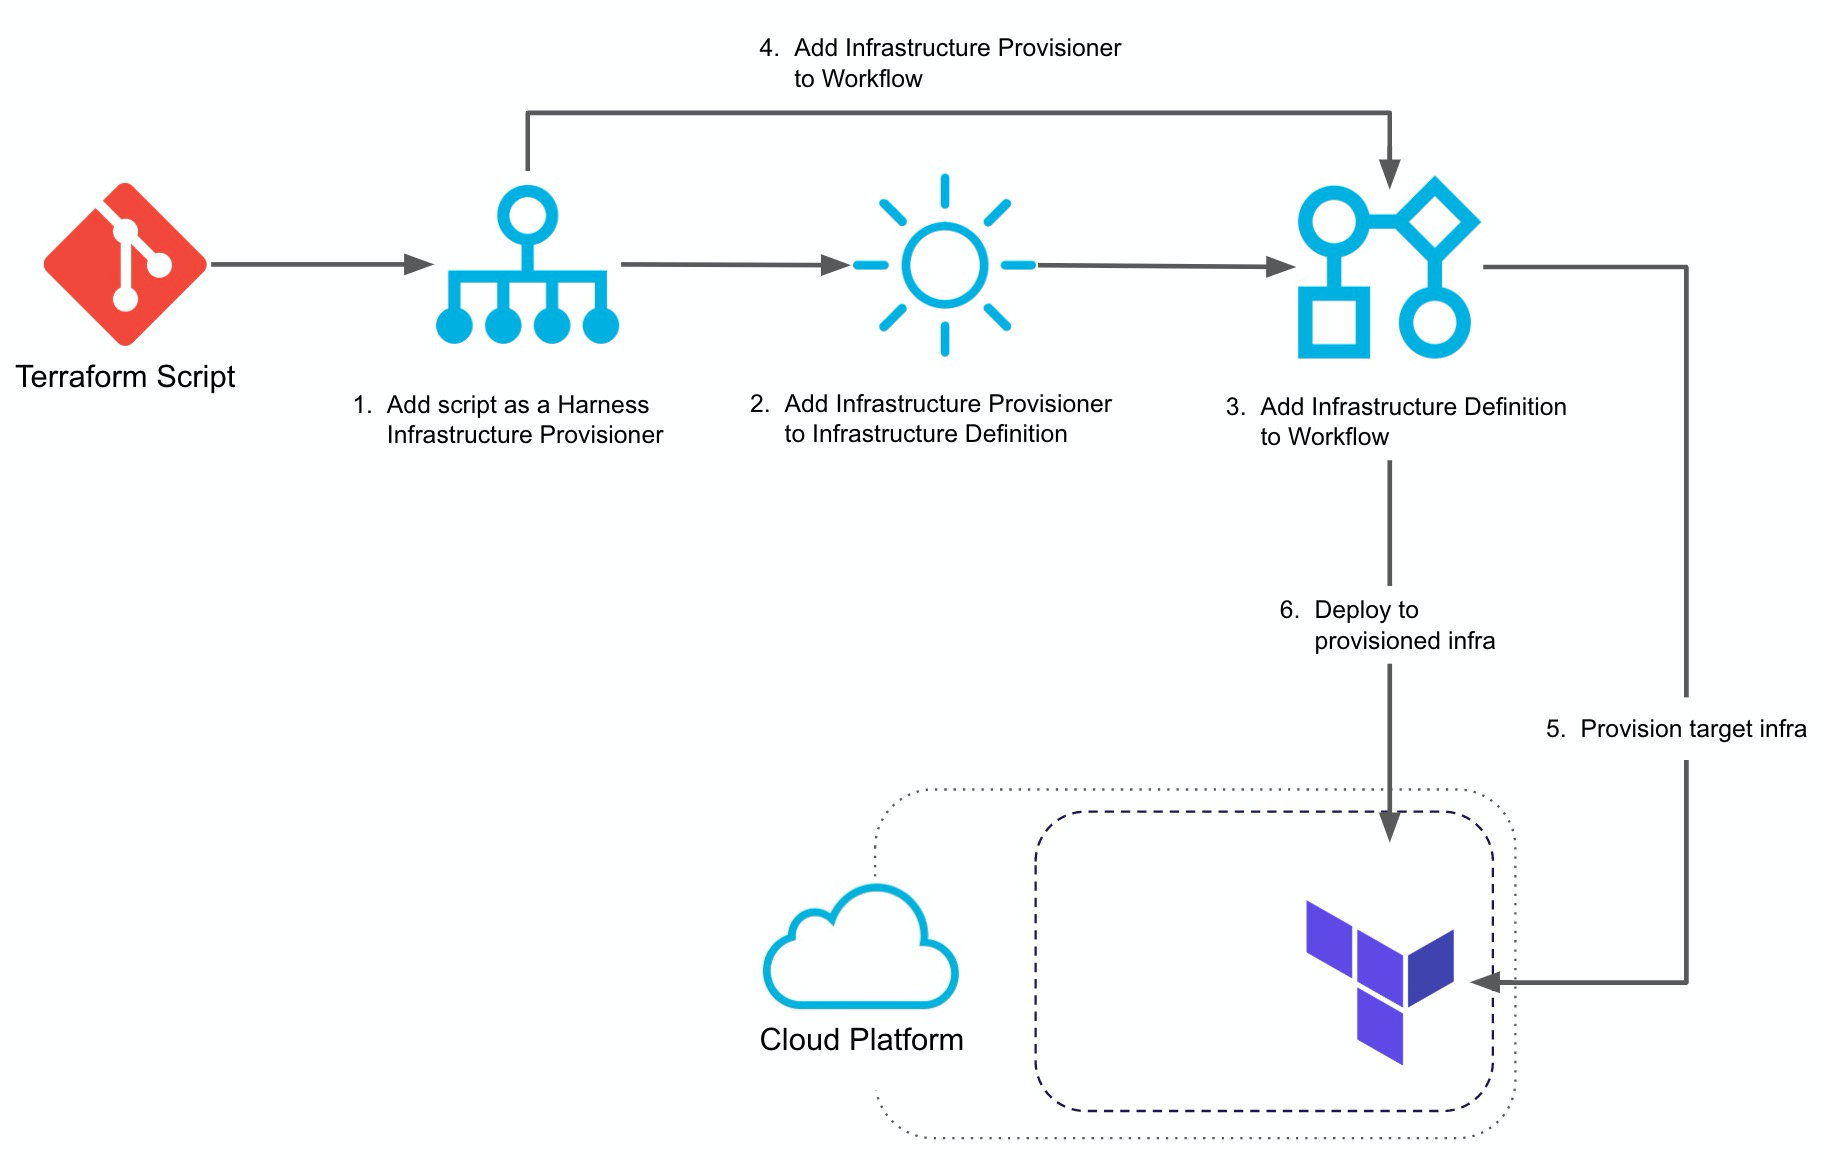 4. Add Infrastructure Provisioner
to Workflow
Terraform Script
1. Add script as a Harness
Infrastructure Provisioner
2. Add Infrastructure Provisioner
to Infrastructure Definition
3. Add Infrastructure Definition
to Workflow
6. Deploy to
provisioned infra
5. Provision target infra
Cloud Platform